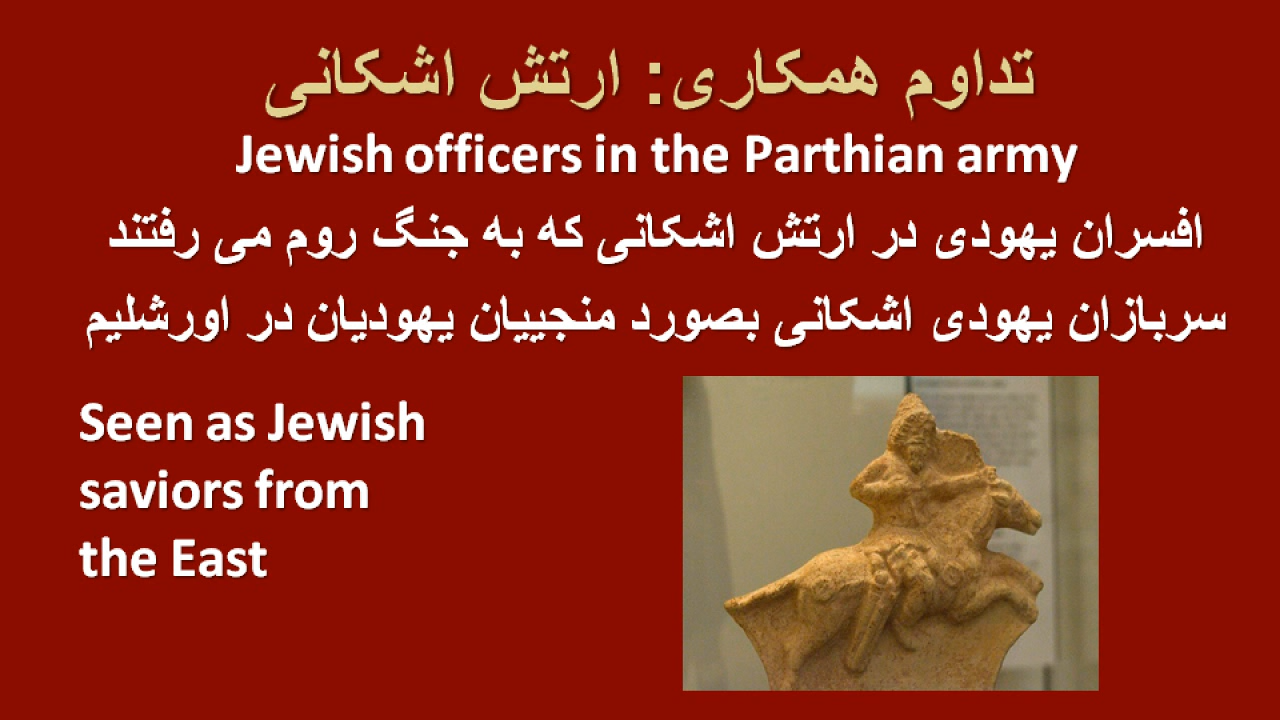 تداوم همکاری: ارتش اشکانی
Jewish officers in the Parthian army
افسران یهودی در ارتش اشکانی که به جنگ روم می رفتند
سربازان یهودی اشکانی بصورد منجییان یهودیان در اورشلیم
Seen as Jewish
saviors from
the East